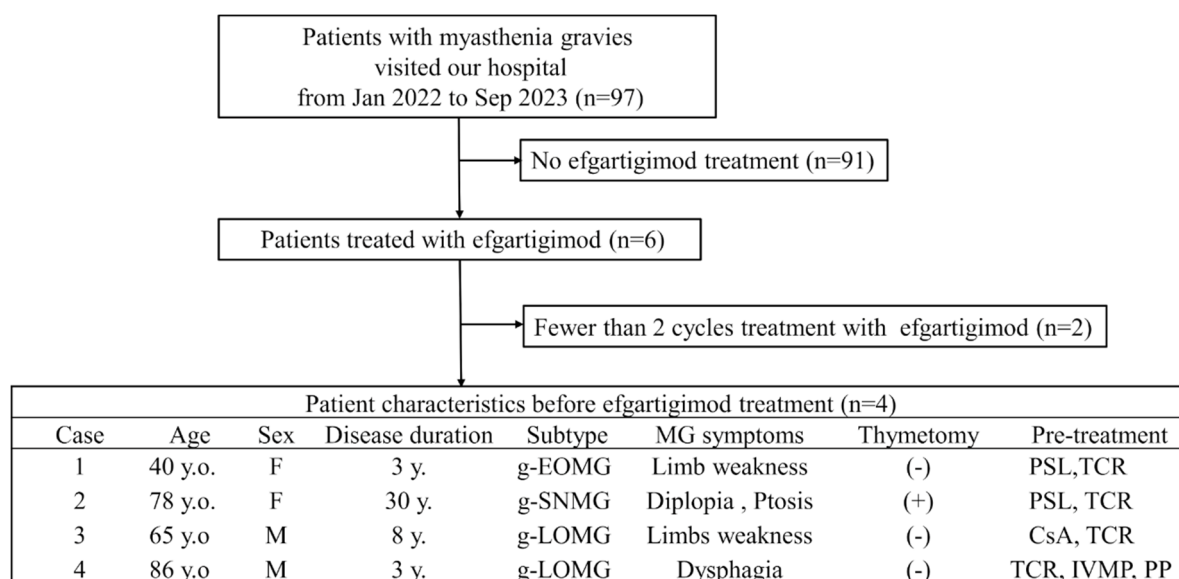 Patients with myasthenia gravies
visited our hospital
from Jan 2022 to Sep 2023 (n=97)
No efgartigimod treatment (n=91)
Patients treated with efgartigimod (n=6)
Fewer than 2 cycles treatment with efgartigimod (n=2)
Patient characteristics before efgartigimod treatment (n=4)
Case Age Sex Disease duration Subtype MG symptoms Thymetomy Pre-treatment
1 40 y.o. F 3 y. g-EOMG Limb weakness (-) PSL,TCR
2 78 y.o. F 30 y. g-SNMG Diplopia , Ptosis (+) PSL, TCR
3 65 y.o M 8 y. g-LOMG Limbs weakness (-) CsA, TCR
4 86 y.o M 3 y. g-LOMG Dysphagia (-) TCR, IVMP, PP